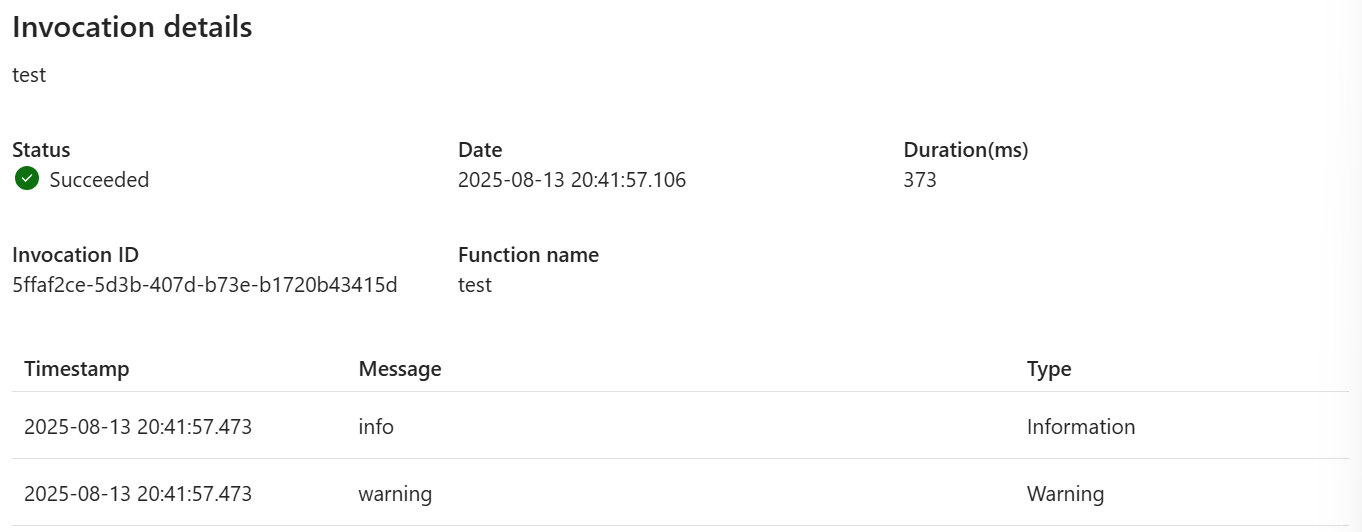 Invocation details
test
Status Date Duration(ms)
Succeeded 2025-08-13 20:41:57.106 373
Invocation ID Function name
5ffaf2ce-5d3b-407d-b73e-b1720b43415d test
Timestamp Message Type
2025-08-13 20:41:57.473 info Information
2025-08-13 20:41:57.473 warning Warning